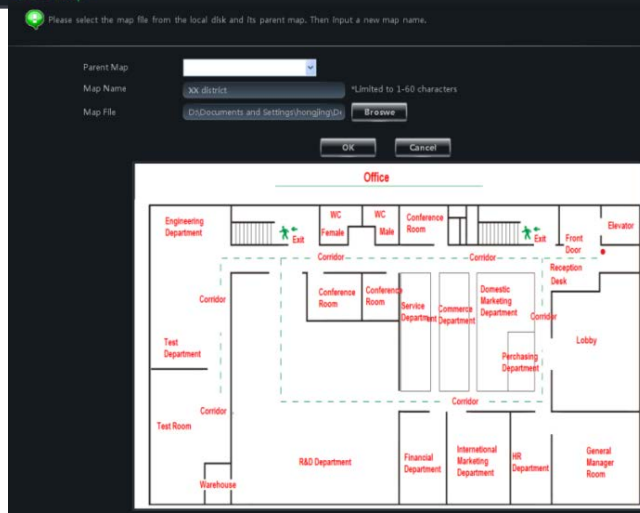 Please select the map file from the local disk and its parent map. Then input a new map name.
Parent Map
Map Name
XX district
*Limited to 1-60 characters
Map File
D:\Documents and Settings\hongjing\De
Broswe
OK
Cancel
Office
Engineering
Department
Exit
WC
Female
WC
Male
Conference
Room
Exit
Front
Door
Elevator
Corridor
Corridor
Reception
Desk
Corridor
Conference
Room
Conference
Room
Service
Department
Commerce
Department
Domestic
Marketing
Department
Corridor
Lobby
Test
Department
Perchasing
Department
Corridor
Corridor
Test Room
R&D Department
Financial
Department
International
Marketing
Department
HR
Department
General
Manager
Room
Warehouse